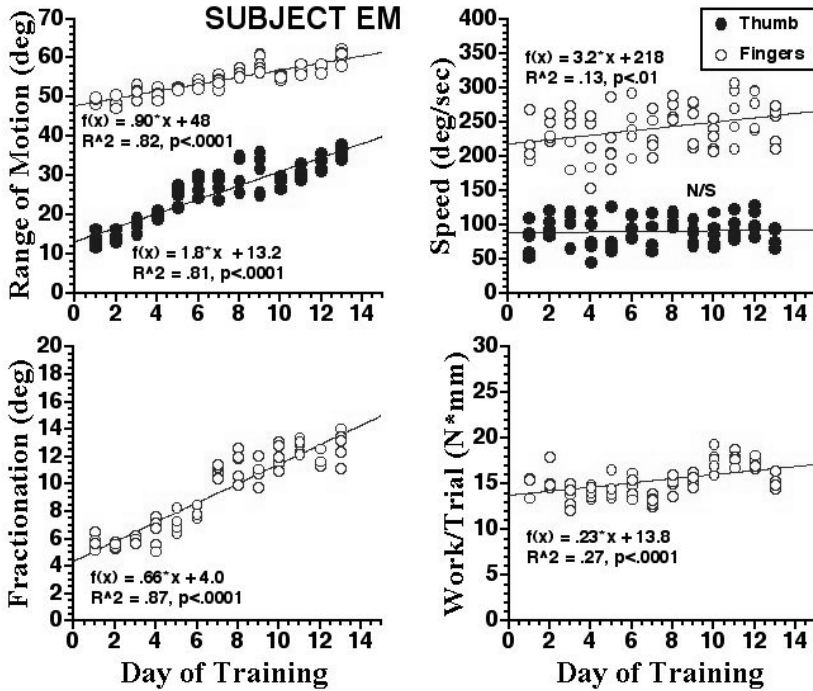 SUBJECT EM
Range of Motion (deg)
70
60
50
40
30
20
10
0
f(x) = .90*x + 48
R^2 = .82, p<.0001
f(x) = 1.8*x + 13.2
R^2 = .81, p<.0001
0 2 4 6 8 10 12 14
Speed (deg/sec)
400
350
300
250
200
150
100
50
0
f(x) = 3.2*x + 218
R^2 = .13, p<.01
Thumb
Fingers
N/S
0 2 4 6 8 10 12 14
Fractionation (deg)
20
18
16
14
12
10
8
6
4
2
0
f(x) = .66*x + 4.0
R^2 = .87, p<.0001
0 2 4 6 8 10 12 14
Day of Training
Work/Trial (N*mm)
30
25
20
15
10
5
0
f(x) = .23*x + 13.8
R^2 = .27, p<.0001
0 2 4 6 8 10 12 14
Day of Training